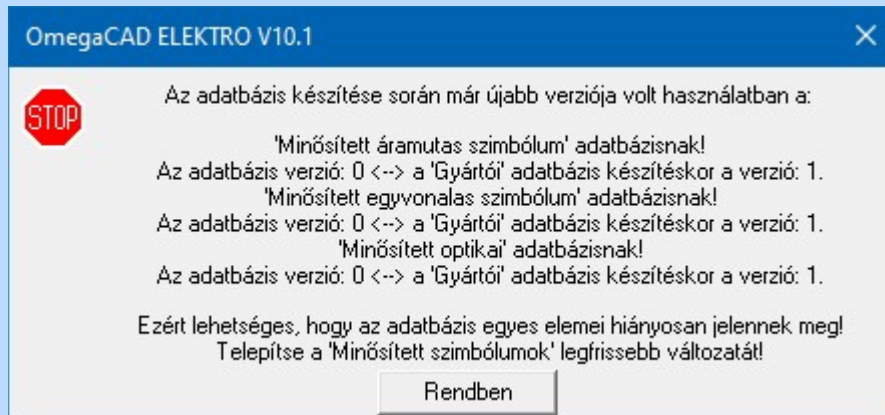 OmegaCAD ELEKTRO V10.1
STOP
Az adatbázis készítése során már újabb verziója volt használatban a:
'Minősített áramutas szimbólum' adatbázisnak!
Az adatbázis verzió: 0 <--> a 'Gyártói' adatbázis készítéskor a verzió: 1.
'Minősített egyvonalas szimbólum' adatbázisnak!
Az adatbázis verzió: 0 <--> a 'Gyártói' adatbázis készítéskor a verzió: 1.
'Minősített optikai' adatbázisnak!
Az adatbázis verzió: 0 <--> a 'Gyártói' adatbázis készítéskor a verzió: 1.
Ezért lehetséges, hogy az adatbázis egyes elemei hiányosan jelennek meg!
Telepítse a 'Minősített szimbólumok' legfrissebb változatát!
Rendben